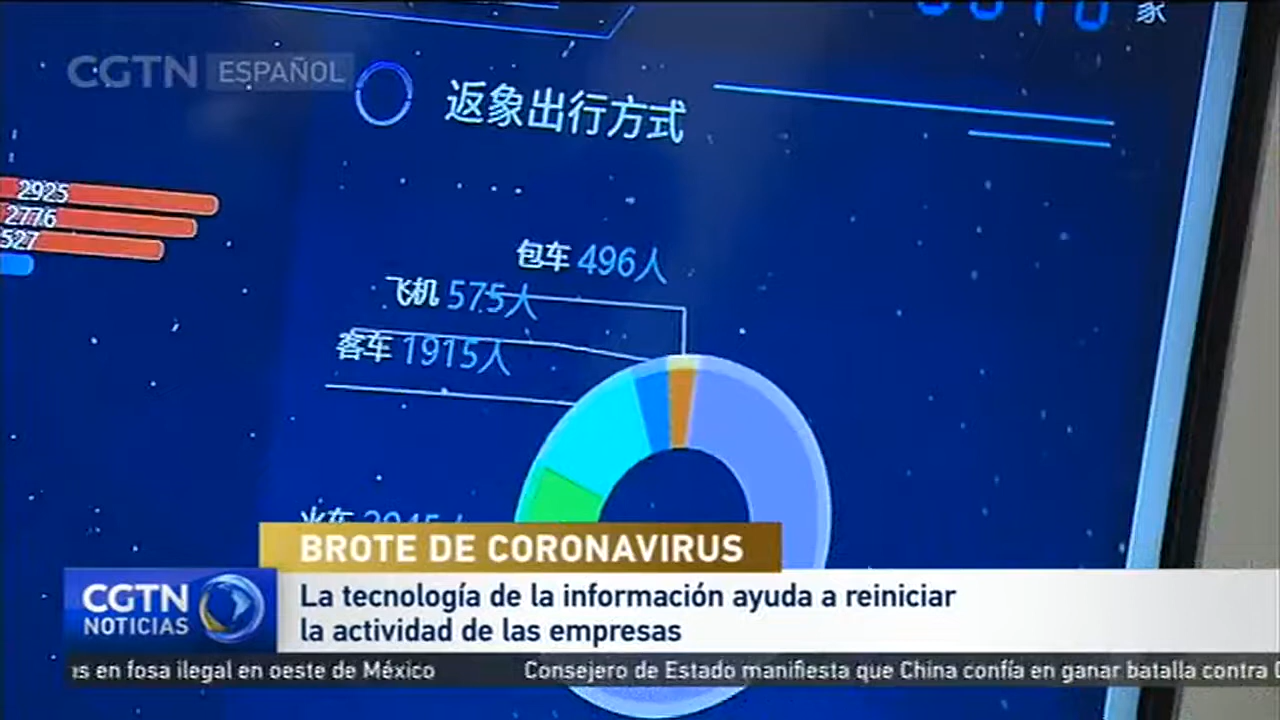 家
CGTN ESPAÑOL
返象出行方式
2925
2776
527
包车 496人
飞机 575人
客车 1915人
火车
BROTE DE CORONAVIRUS
CGTN
NOTICIAS
La tecnología de la información ayuda a reiniciar
la actividad de las empresas
en fosa ilegal en oeste de México Consejero de Estado manifiesta que China confía en ganar batalla contra